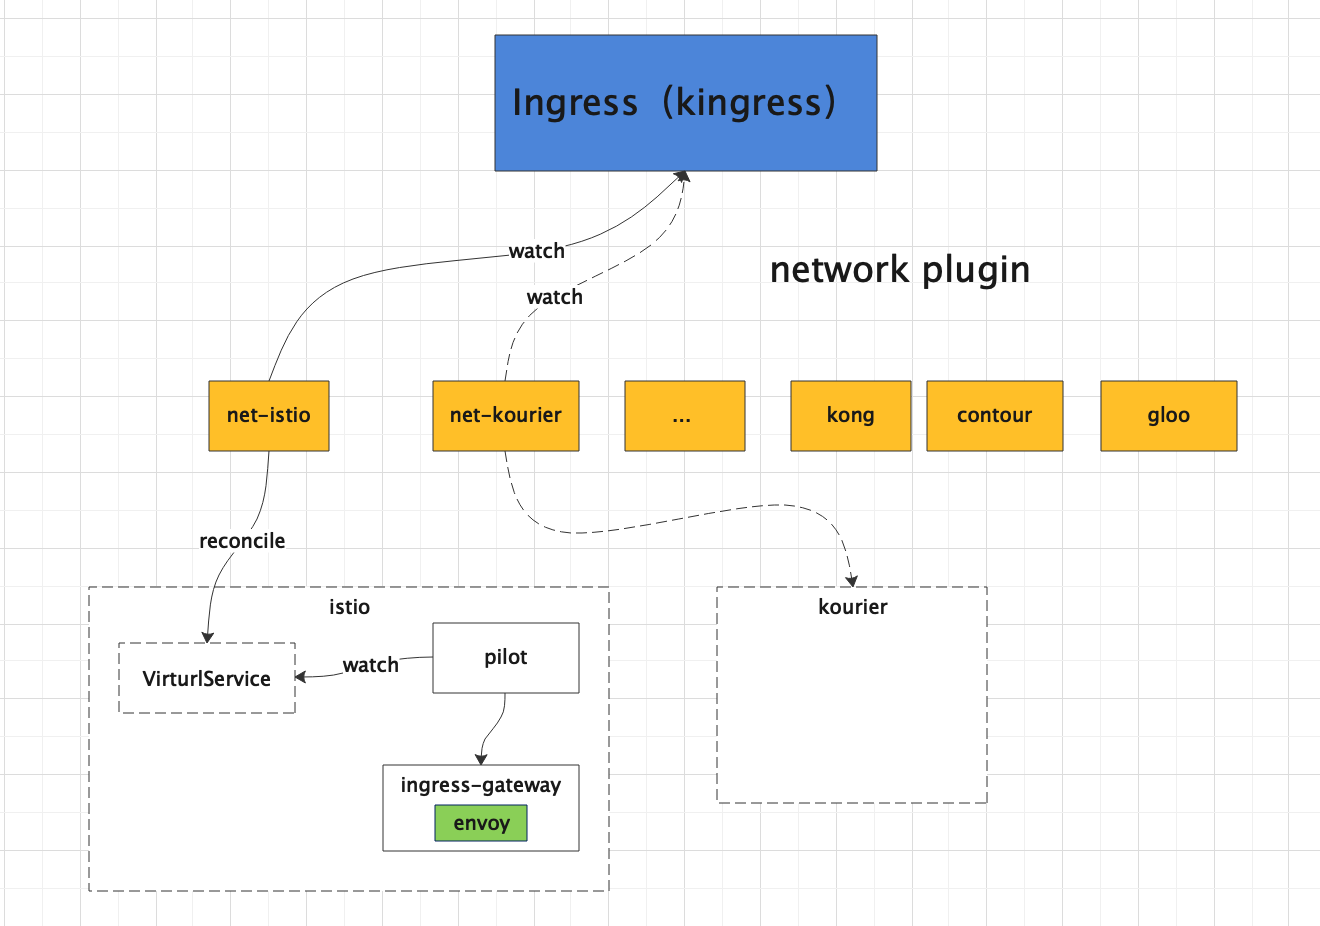 Ingress（kingress）
watch
network plugin
watch
net-istio
net-kourier
...
kong
contour
gloo
reconcile
istio
kourier
VirturlService
watch
pilot
ingress-gateway
envoy